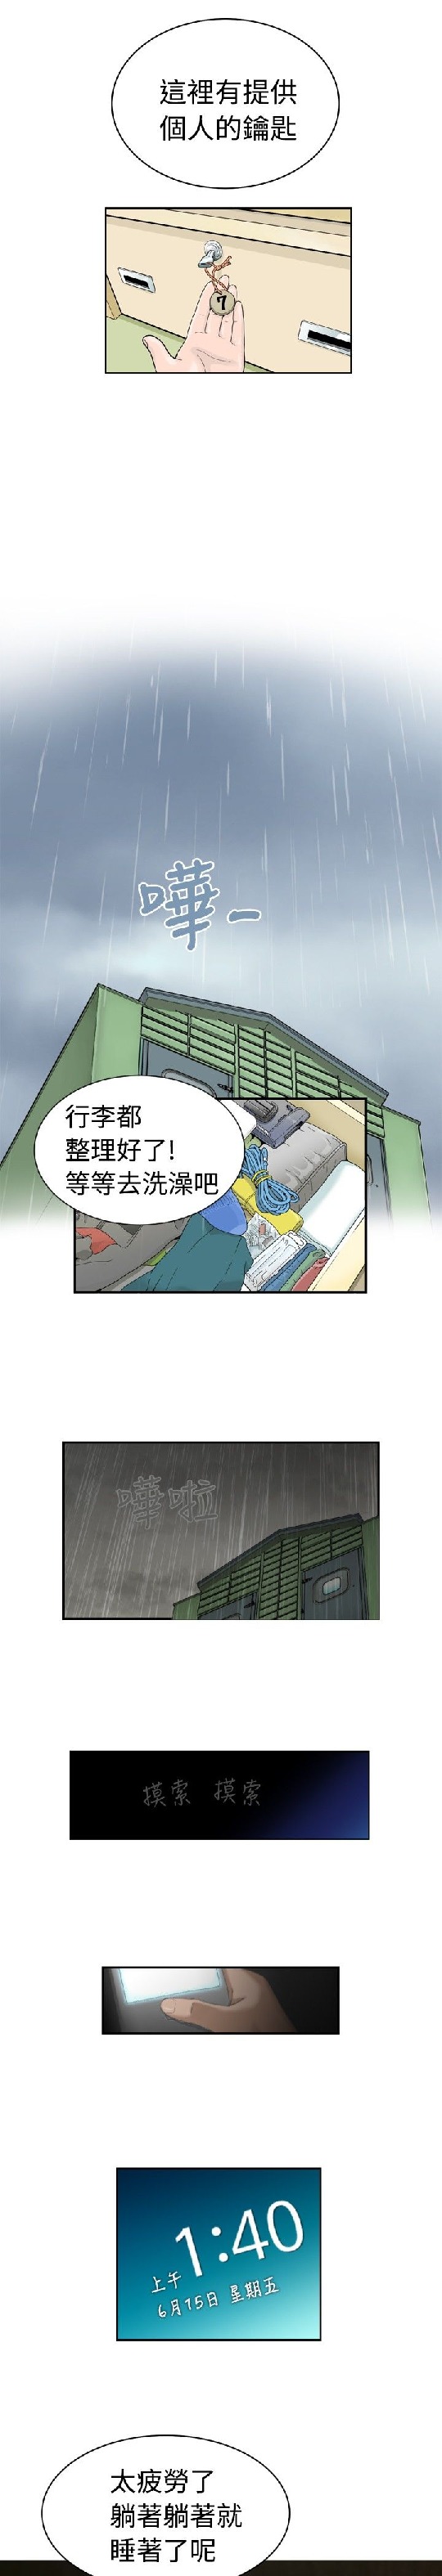 這裡有提供
個人的鑰匙
7
嘩-
行李都
整理好了!
等等去洗澡吧
嘩啦
摸索 摸索
1:40
上午
6月15日 星期五
太疲勞了
躺著躺著就
睡著了呢